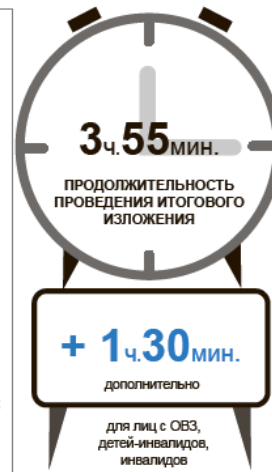 3ч.55мин.
ПРОДОЛЖИТЕЛЬНОСТЬ
ПРОВЕДЕНИЯ ИТОГОВОГО
ИЗЛОЖЕНИЯ
+ 1ч.30мин.
дополнительно
для лиц с ОВЗ,
детей-инвалидов,
инвалидов